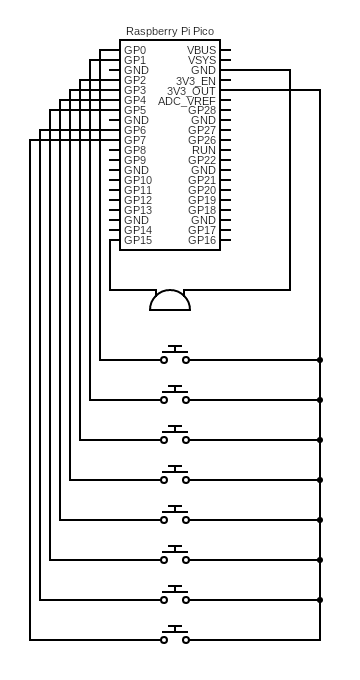 Raspberry Pi Pico
GP0 VBUS
GP1 VSYS
GND GND
GP2 3V3_EN
GP3 3V3_OUT
GP4 ADC_VREF
GP5 GP28
GND GND
GP6 GP27
GP7 GP26
GP8 RUN
GP9 GP22
GND GND
GP10 GP21
GP11 GP20
GP12 GP19
GP13 GP18
GND GND
GP14 GP17
GP15 GP16